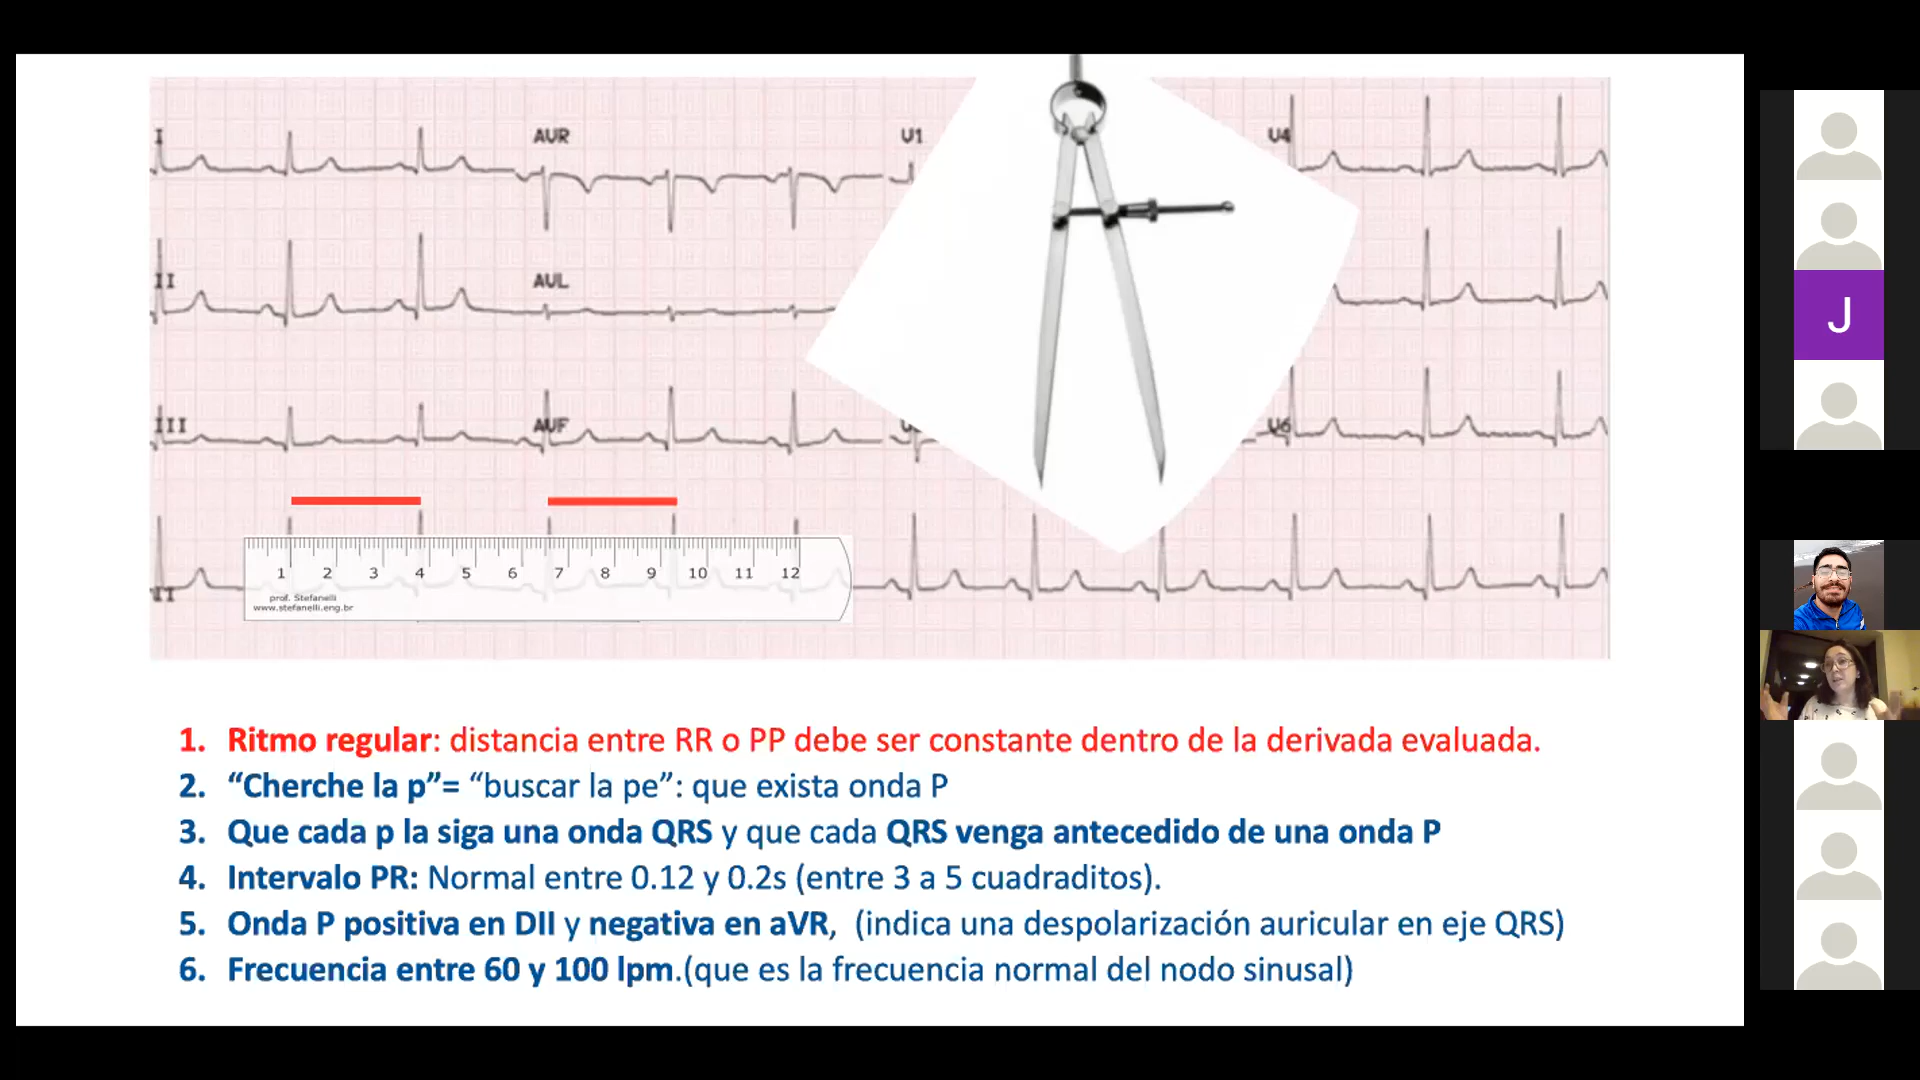 I
AVR
V1
V4
II
AVL
III
AVF
V6
II
1 2 3 4 5 6 7 8 9 10 11 12
prof. Stefanelli
www.stefanelli.eng.br
J
1. Ritmo regular: distancia entre RR o PP debe ser constante dentro de la derivada evaluada.
2. “Cherche la p”= “buscar la pe”: que exista onda P
3. Que cada p la siga una onda QRS y que cada QRS venga antecedido de una onda P
4. Intervalo PR: Normal entre 0.12 y 0.2s (entre 3 a 5 cuadraditos).
5. Onda P positiva en DII y negativa en aVR, (indica una despolarización auricular en eje QRS)
6. Frecuencia entre 60 y 100 lpm.(que es la frecuencia normal del nodo sinusal)